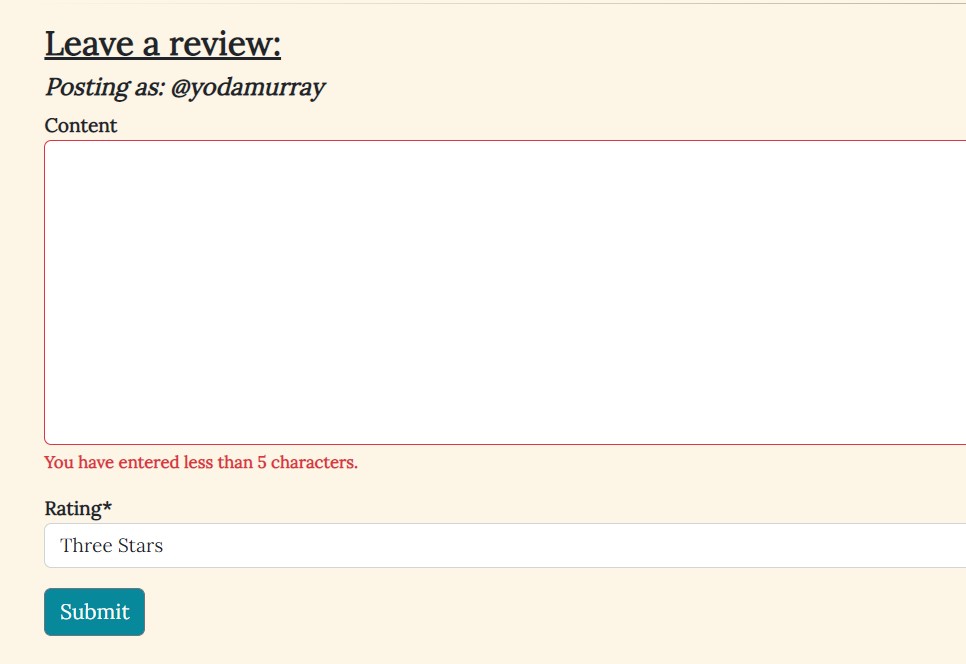 Leave a review:
Posting as: @yodamurray
Content
You have entered less than 5 characters.
Rating*
Three Stars
Submit